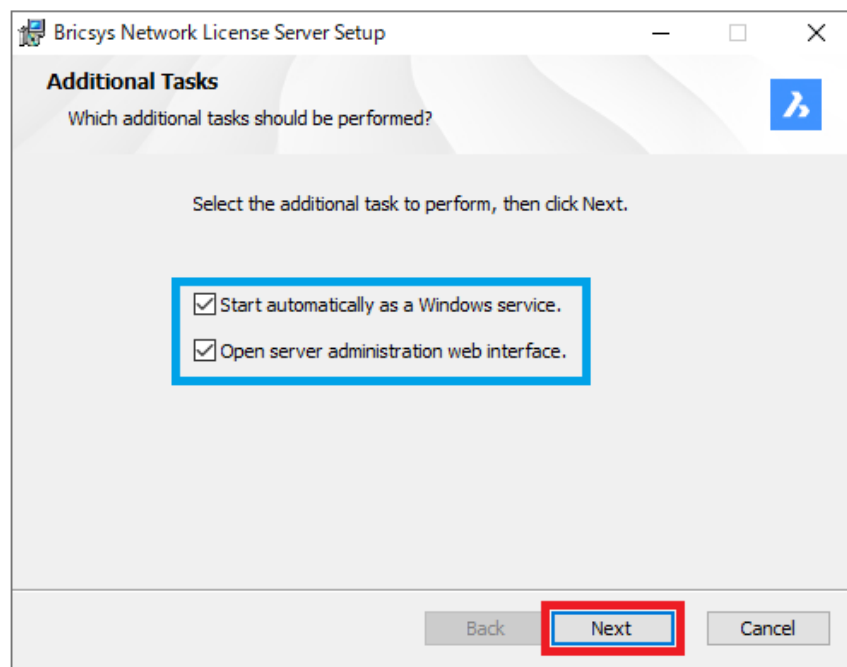 Bricsys Network License Server Setup
Additional Tasks
Which additional tasks should be performed?
Select the additional task to perform, then click Next.
Start automatically as a Windows service.
Open server administration web interface.
Back Next Cancel